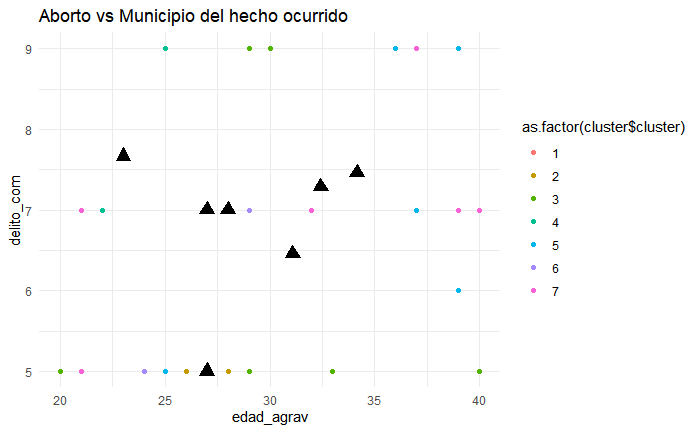 Aborto vs Municipio del hecho ocurrido
9
8
7
6
5
delito_com
20 25 30 35 40
edad_agrav
as.factor(cluster$cluster)
1
2
3
4
5
6
7